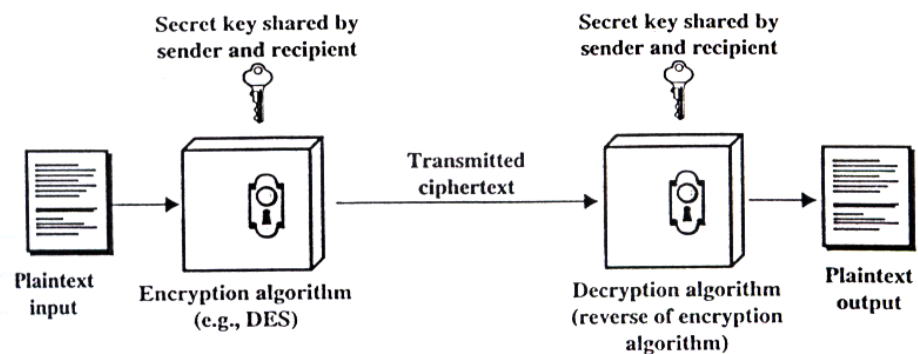 Secret key shared by
sender and recipient
Secret key shared by
sender and recipient
Transmitted
ciphertext
Plaintext
input
Encryption algorithm
(e.g., DES)
Decryption algorithm
(reverse of encryption
algorithm)
Plaintext
output